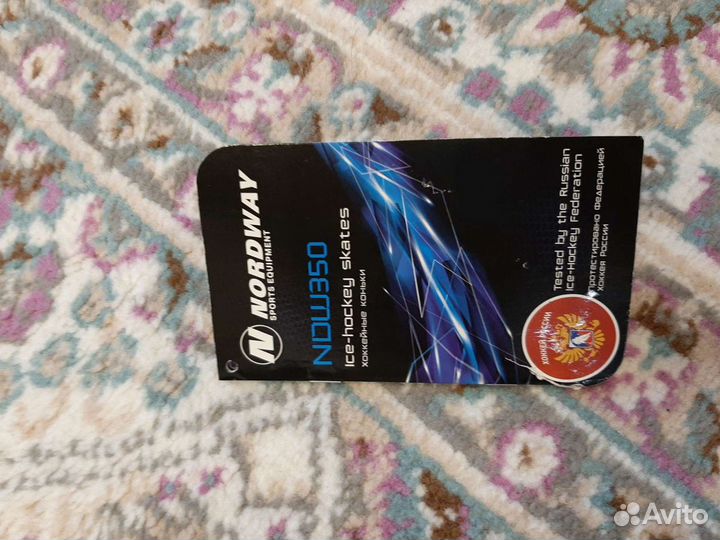 NORDWAY
SPORTS EQUIPMENT
NDW350
Ice-hockey skates
хоккейные коньки
Tested by the Russian
Ice-Hockey Federation
протестировано Федерацией
хоккея России
ХОККЕЙ РОССИИ
Avito